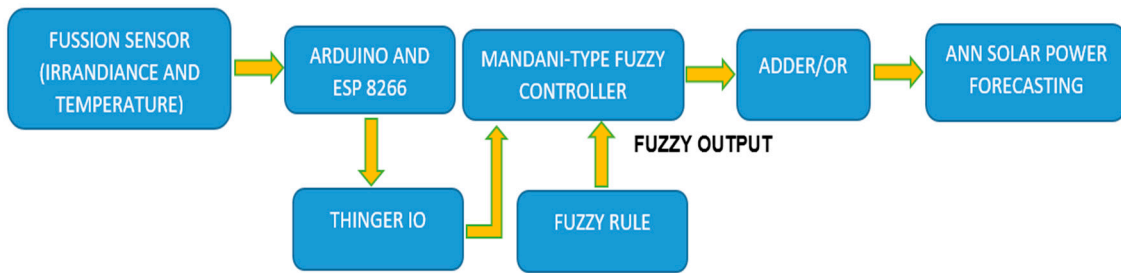 FUSSION SENSOR
(IRRANDIANCE AND
TEMPERATURE)
ARDUINO AND
ESP 8266
MANDANI-TYPE FUZZY
CONTROLLER
ADDER/OR
ANN SOLAR POWER
FORECASTING
FUZZY OUTPUT
THINGER IO
FUZZY RULE